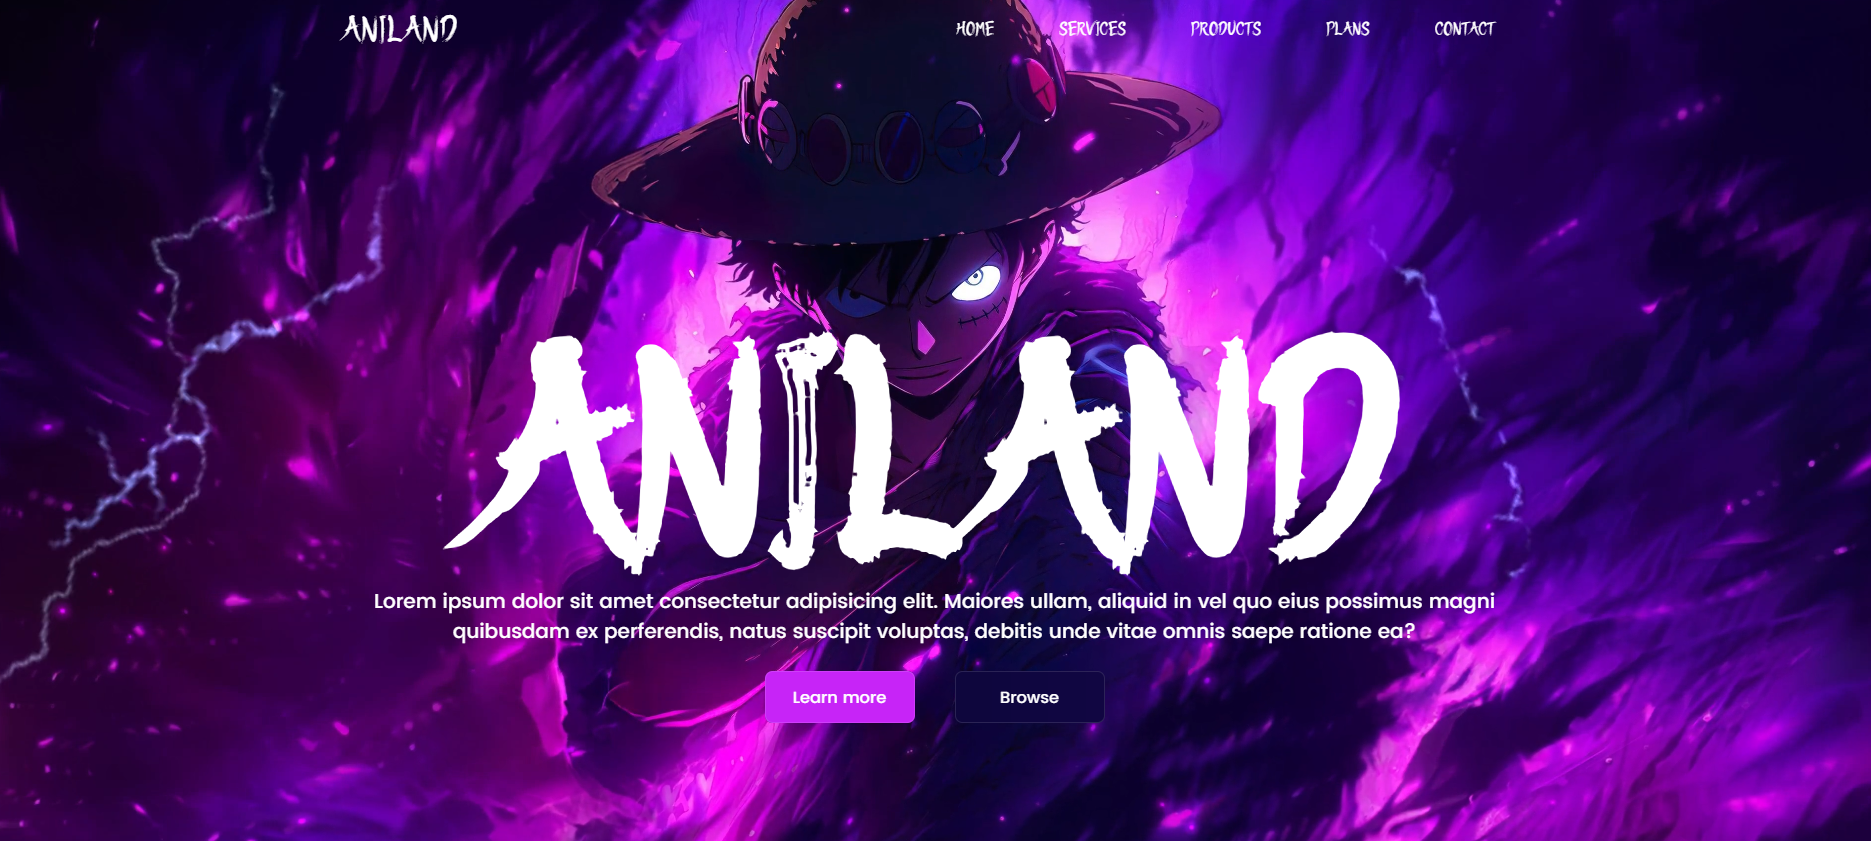 ANILAND
HOME SERVICES PRODUCTS PLANS CONTACT
ANILAND
Lorem ipsum dolor sit amet consectetur adipisicing elit. Maiores ullam, aliquid in vel quo eius possimus magni
quibusdam ex perferendis, natus suscipit voluptas, debitis unde vitae omnis saepe ratione ea?
Learn more
Browse